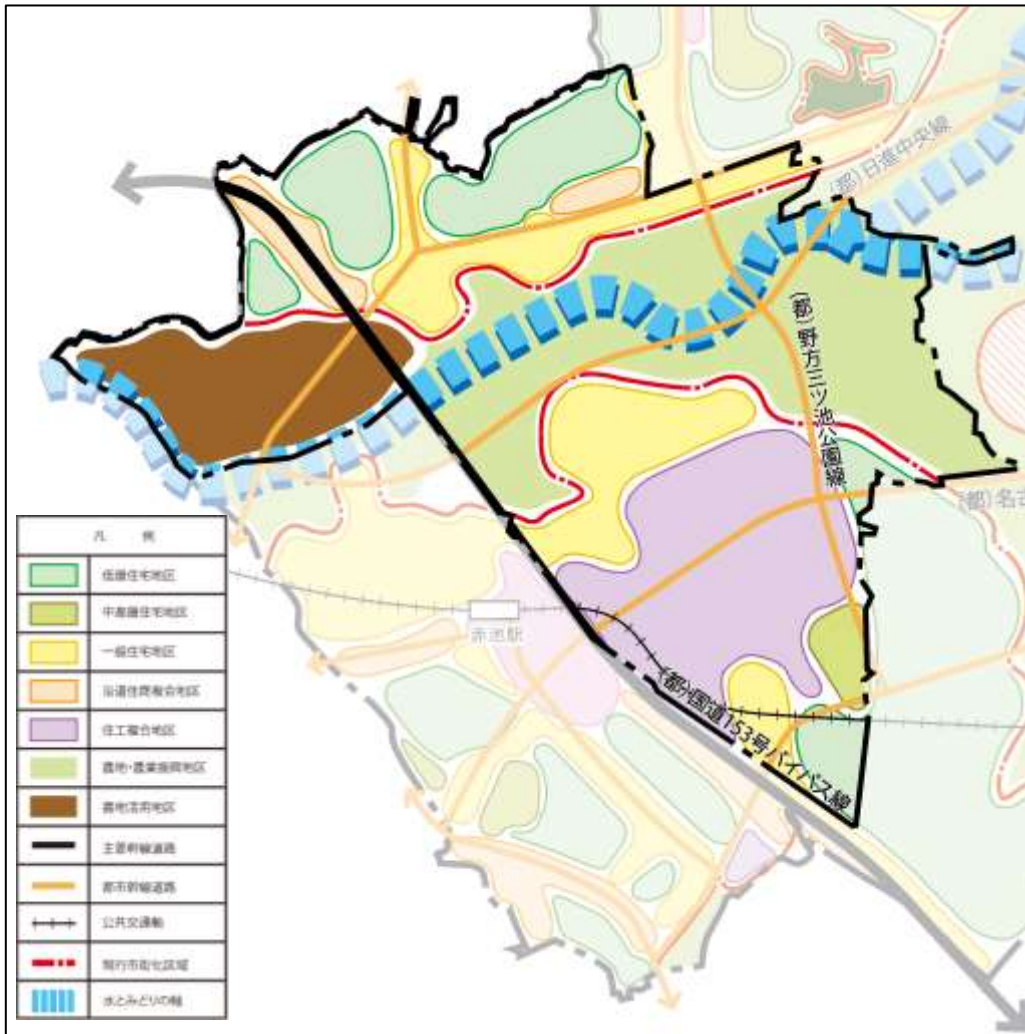 (都)日進中央線
(都)野方三ツ池公園線
(都)名古
赤池駅
(都)国道153号バイパス線
凡 例
低層住宅地区
中高層住宅地区
一般住宅地区
沿道住商複合地区
住工複合地区
農地・農業振興地区
農地活用地区
主要幹線道路
都市幹線道路
公共交通軸
現行市街化区域
水とみどりの軸